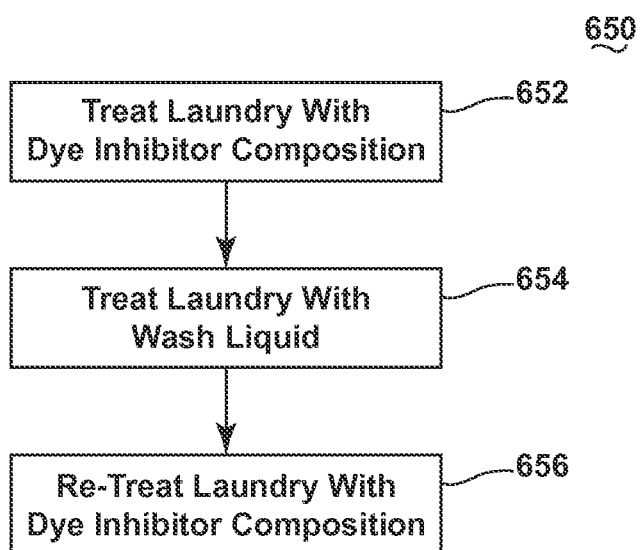 650
Treat Laundry With
Dye Inhibitor Composition
652
Treat Laundry With
Wash Liquid
654
Re-Treat Laundry With
Dye Inhibitor Composition
656